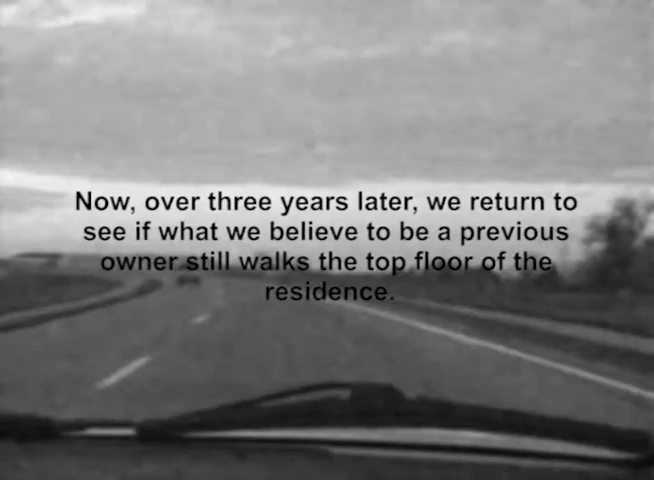 Now, over three years later, we return to
see if what we believe to be a previous
owner still walks the top floor of the
residence.